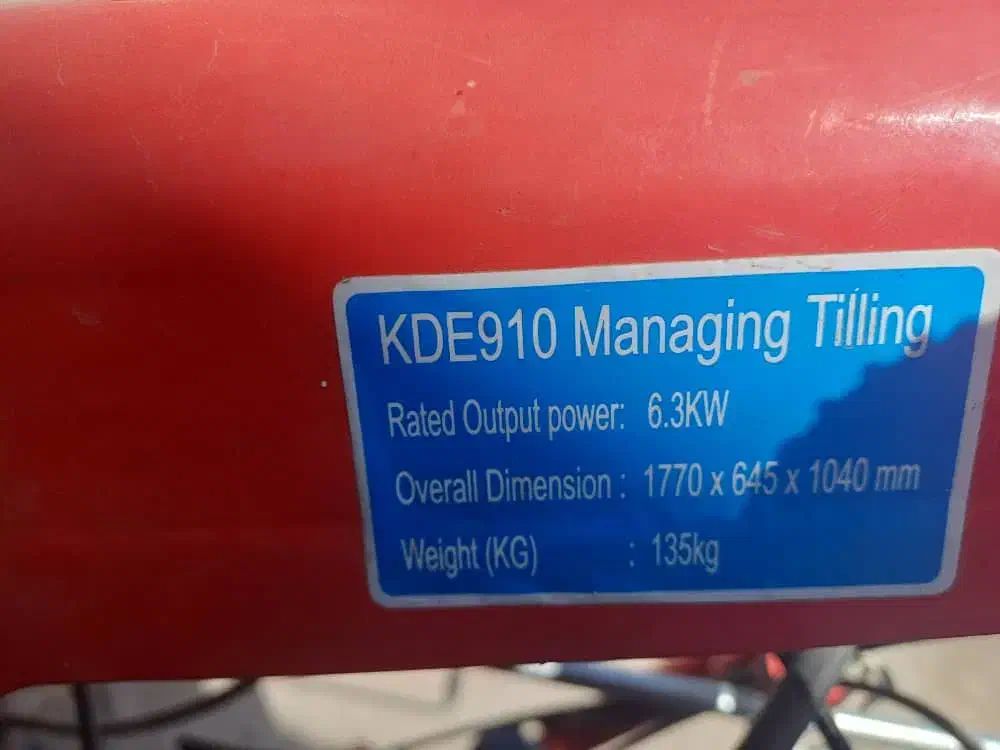 KDE910 Managing Tilling
Rated Output power: 6.3KW
Overall Dimension : 1770 x 645 x 1040 mm
Weight (KG) : 135kg